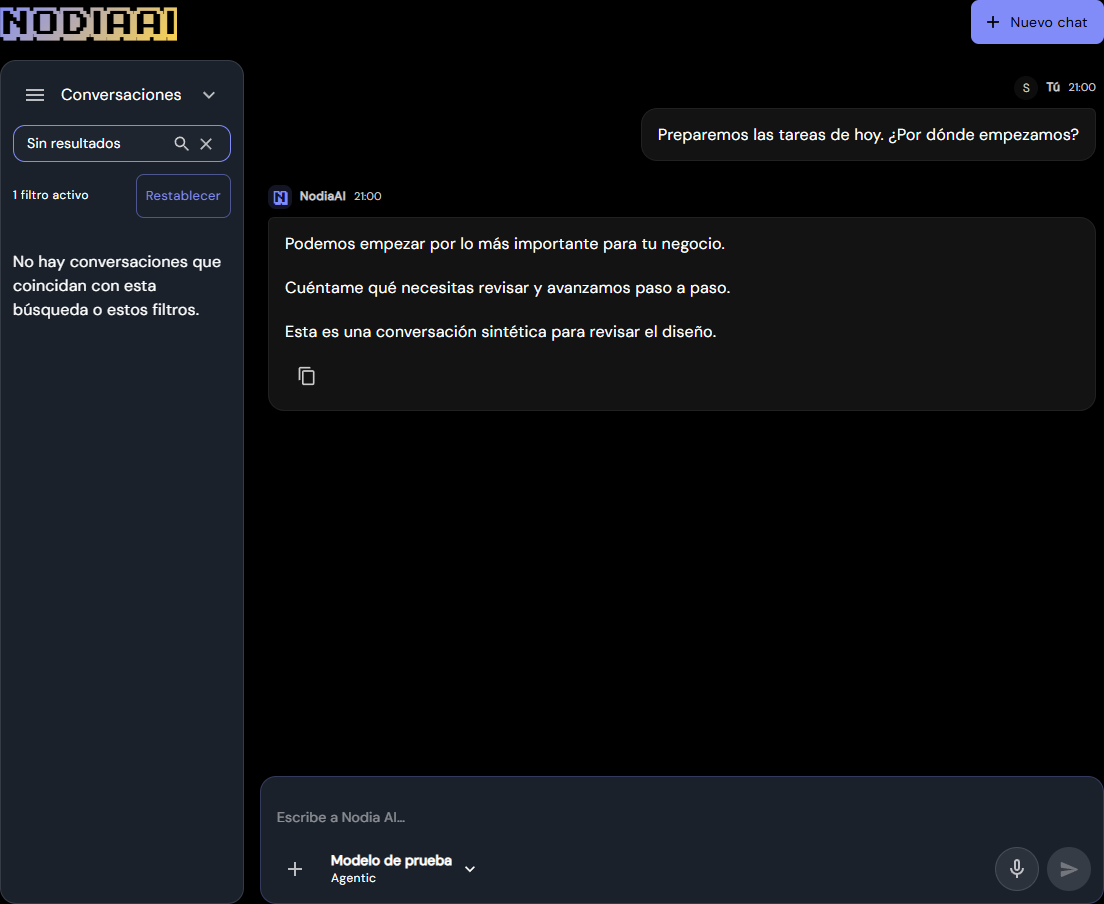 NODIAAI
+ Nuevo chat
Conversaciones
Sin resultados
1 filtro activo
Restablecer
No hay conversaciones que
coincidan con esta
búsqueda o estos filtros.
S Tú 21:00
Preparemos las tareas de hoy. ¿Por dónde empezamos?
N NodiaAI 21:00
Podemos empezar por lo más importante para tu negocio.
Cuéntame qué necesitas revisar y avanzamos paso a paso.
Esta es una conversación sintética para revisar el diseño.
Escribe a Nodia AI...
Modelo de prueba
Agentic